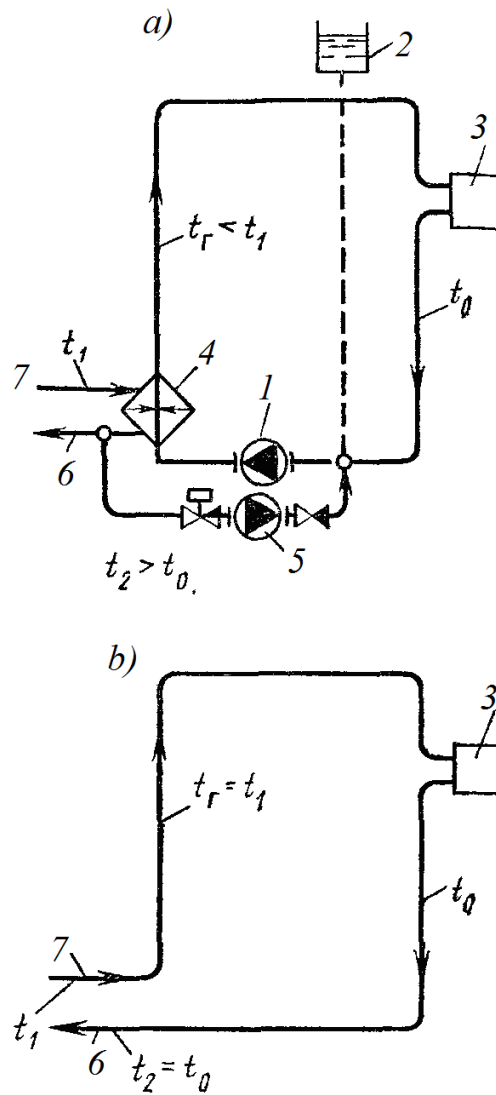 a)
2
3
t_г < t_1
t_0
7 t_1 4
1
6
5
t_2 > t_0.
b)
3
t_г = t_1
t_0
7
t_1
6 t_2 = t_0